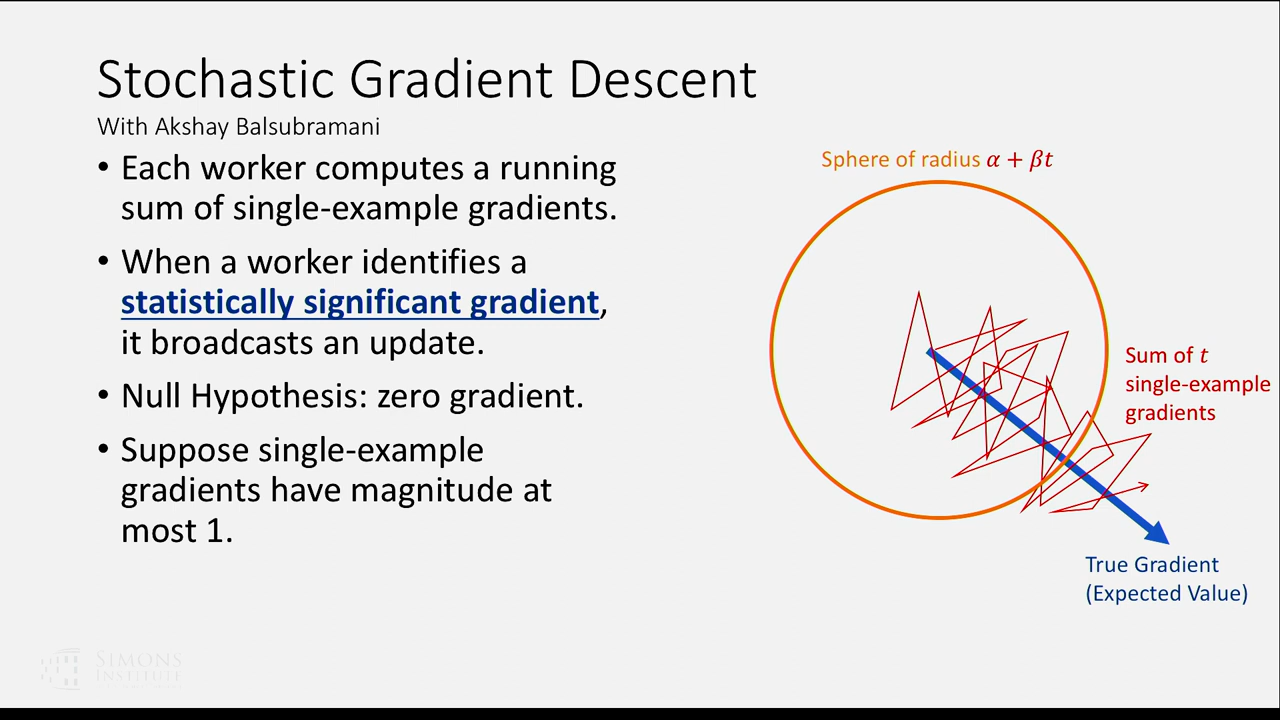 Stochastic Gradient Descent
With Akshay Balsubramani
• Each worker computes a running
sum of single-example gradients.
• When a worker identifies a
statistically significant gradient,
it broadcasts an update.
• Null Hypothesis: zero gradient.
• Suppose single-example
gradients have magnitude at
most 1.
Sphere of radius α + βt
Sum of t
single-example
gradients
True Gradient
(Expected Value)
SIMONS
INSTITUTE